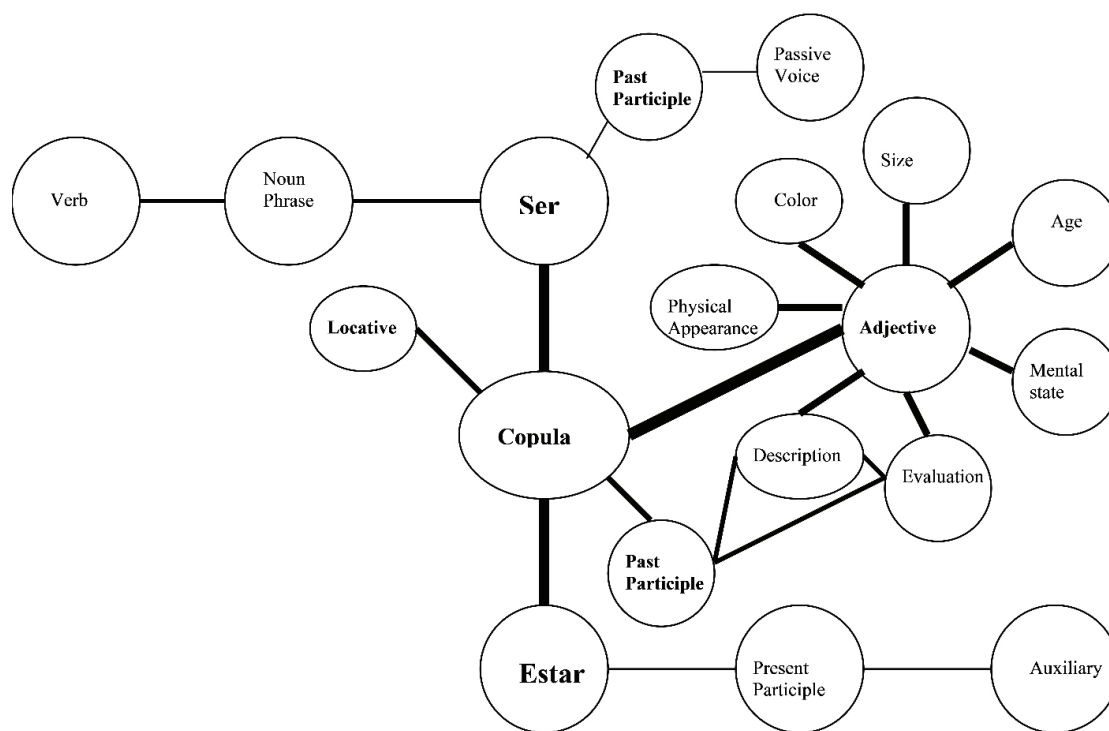 Passive
Voice
Past
Participle
Size
Color
Age
Verb
Noun
Phrase
Ser
Physical
Appearance
Locative
Adjective
Mental
state
Copula
Description
Evaluation
Past
Participle
Estar
Present
Participle
Auxiliary